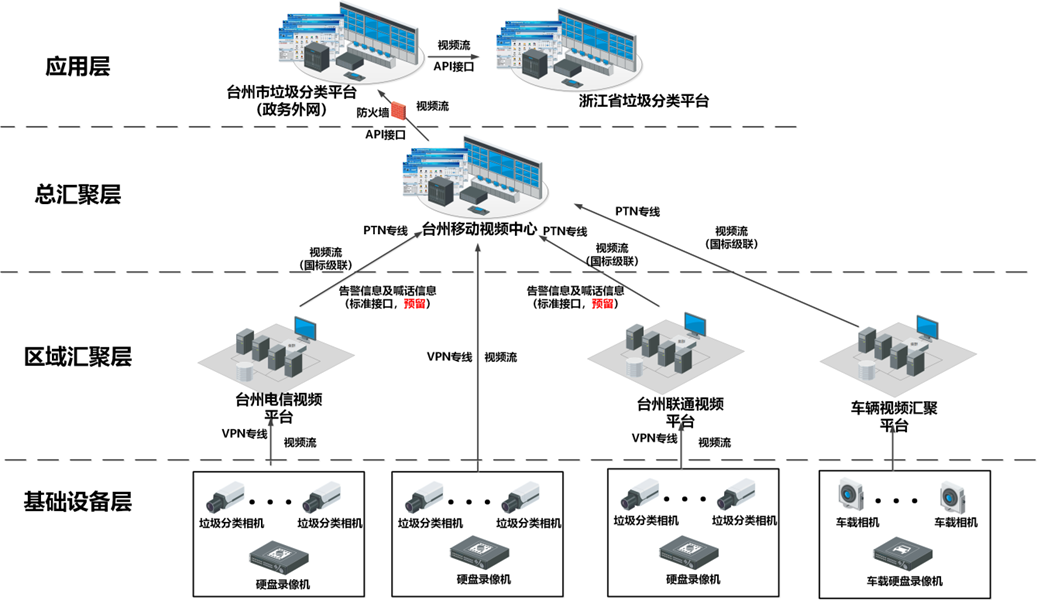 应用层
视频流
API接口
台州市垃圾分类平台
（政务外网）
浙江省垃圾分类平台
防火墙
视频流
API接口
总汇聚层
PTN专线
台州移动视频中心
PTN专线
PTN专线
视频流
（国标级联）
视频流
（国标级联）
视频流
（国标级联）
告警信息及喊话信息
（标准接口，预留）
告警信息及喊话信息
（标准接口，预留）
区域汇聚层
VPN专线
视频流
台州电信视频
平台
台州联通视频
平台
车辆视频汇聚
平台
VPN专线
视频流
VPN专线
视频流
基础设备层
垃圾分类相机
垃圾分类相机
硬盘录像机
垃圾分类相机
垃圾分类相机
硬盘录像机
垃圾分类相机
垃圾分类相机
硬盘录像机
车载相机
车载相机
车载硬盘录像机